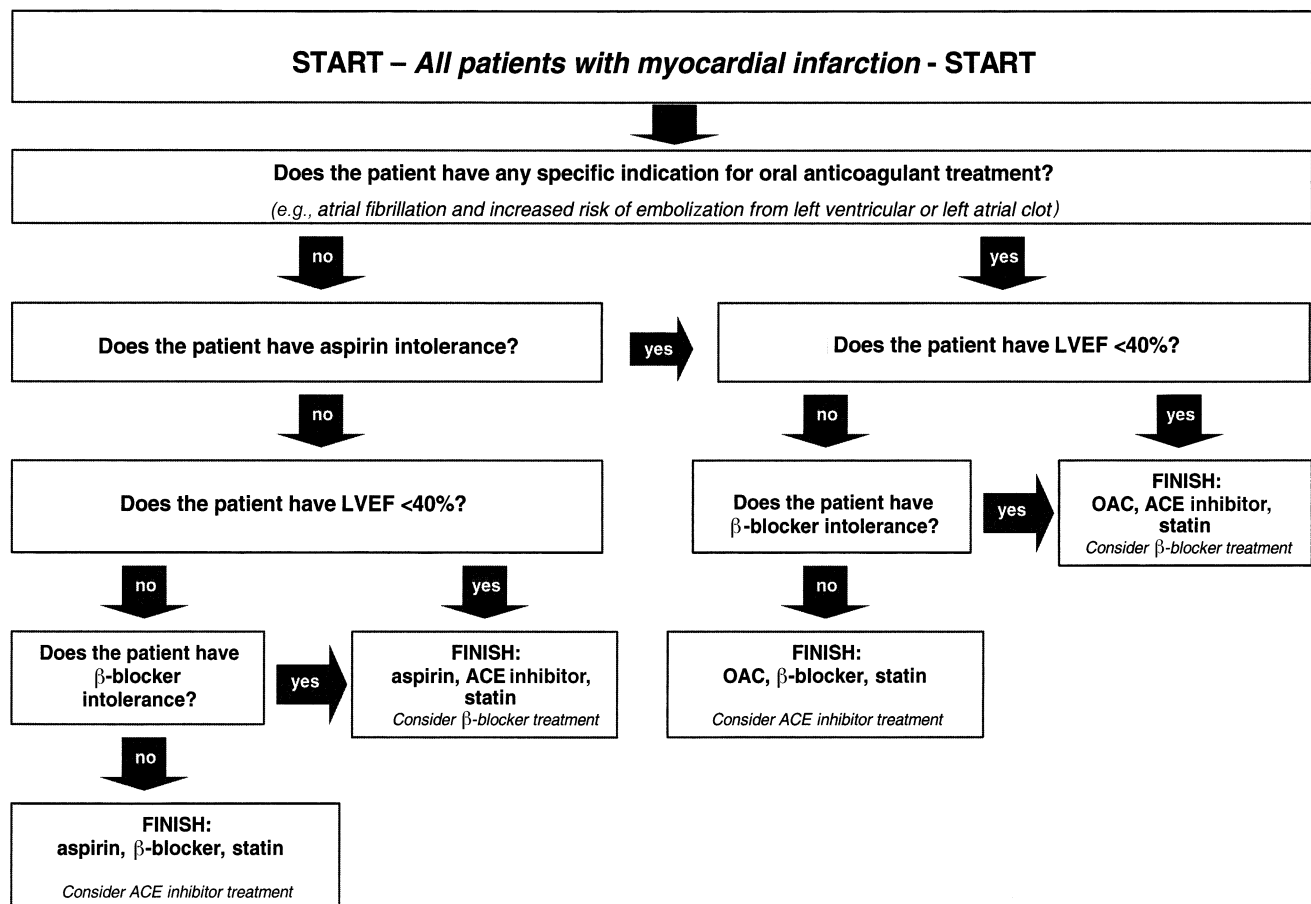 START – All patients with myocardial infarction - START
Does the patient have any specific indication for oral anticoagulant treatment?
(e.g., atrial fibrillation and increased risk of embolization from left ventricular or left atrial clot)
no
yes
Does the patient have aspirin intolerance?
yes
Does the patient have LVEF <40%?
no
no
yes
Does the patient have LVEF <40%?
Does the patient have
β-blocker intolerance?
yes
FINISH:
OAC, ACE inhibitor,
statin
Consider β-blocker treatment
no
yes
no
Does the patient have
β-blocker
intolerance?
yes
FINISH:
aspirin, ACE inhibitor,
statin
Consider β-blocker treatment
FINISH:
OAC, β-blocker, statin
Consider ACE inhibitor treatment
no
FINISH:
aspirin, β-blocker, statin
Consider ACE inhibitor treatment